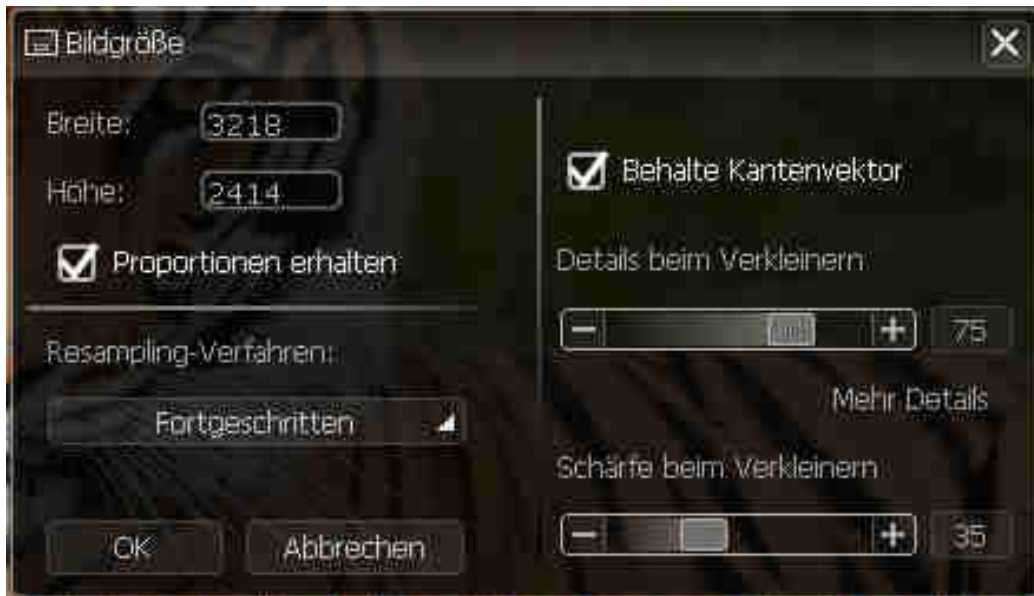 Bildgröße
Breite: 3218
Höhe: 2414
Proportionen erhalten
Resampling-Verfahren:
Fortgeschritten
OK Abbrechen
Behalte Kantenvektor
Details beim Verkleinern
75
Mehr Details
Schärfe beim Verkleinern
35